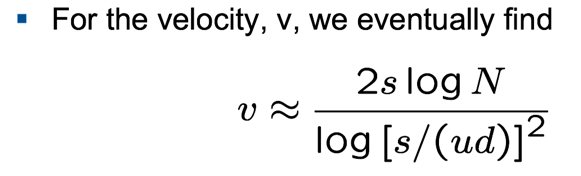 ▪ For the velocity, v, we eventually find
v ≈ 2s log N / log [s/(ud)]²